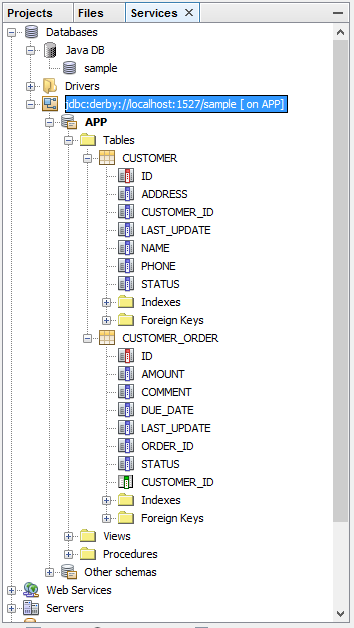 Projects Files Services ×
Databases
Java DB
sample
Drivers
jdbc:derby://localhost:1527/sample [ on APP]
APP
Tables
CUSTOMER
ID
ADDRESS
CUSTOMER_ID
LAST_UPDATE
NAME
PHONE
STATUS
Indexes
Foreign Keys
CUSTOMER_ORDER
ID
AMOUNT
COMMENT
DUE_DATE
LAST_UPDATE
ORDER_ID
STATUS
CUSTOMER_ID
Indexes
Foreign Keys
Views
Procedures
Other schemas
Web Services
Servers